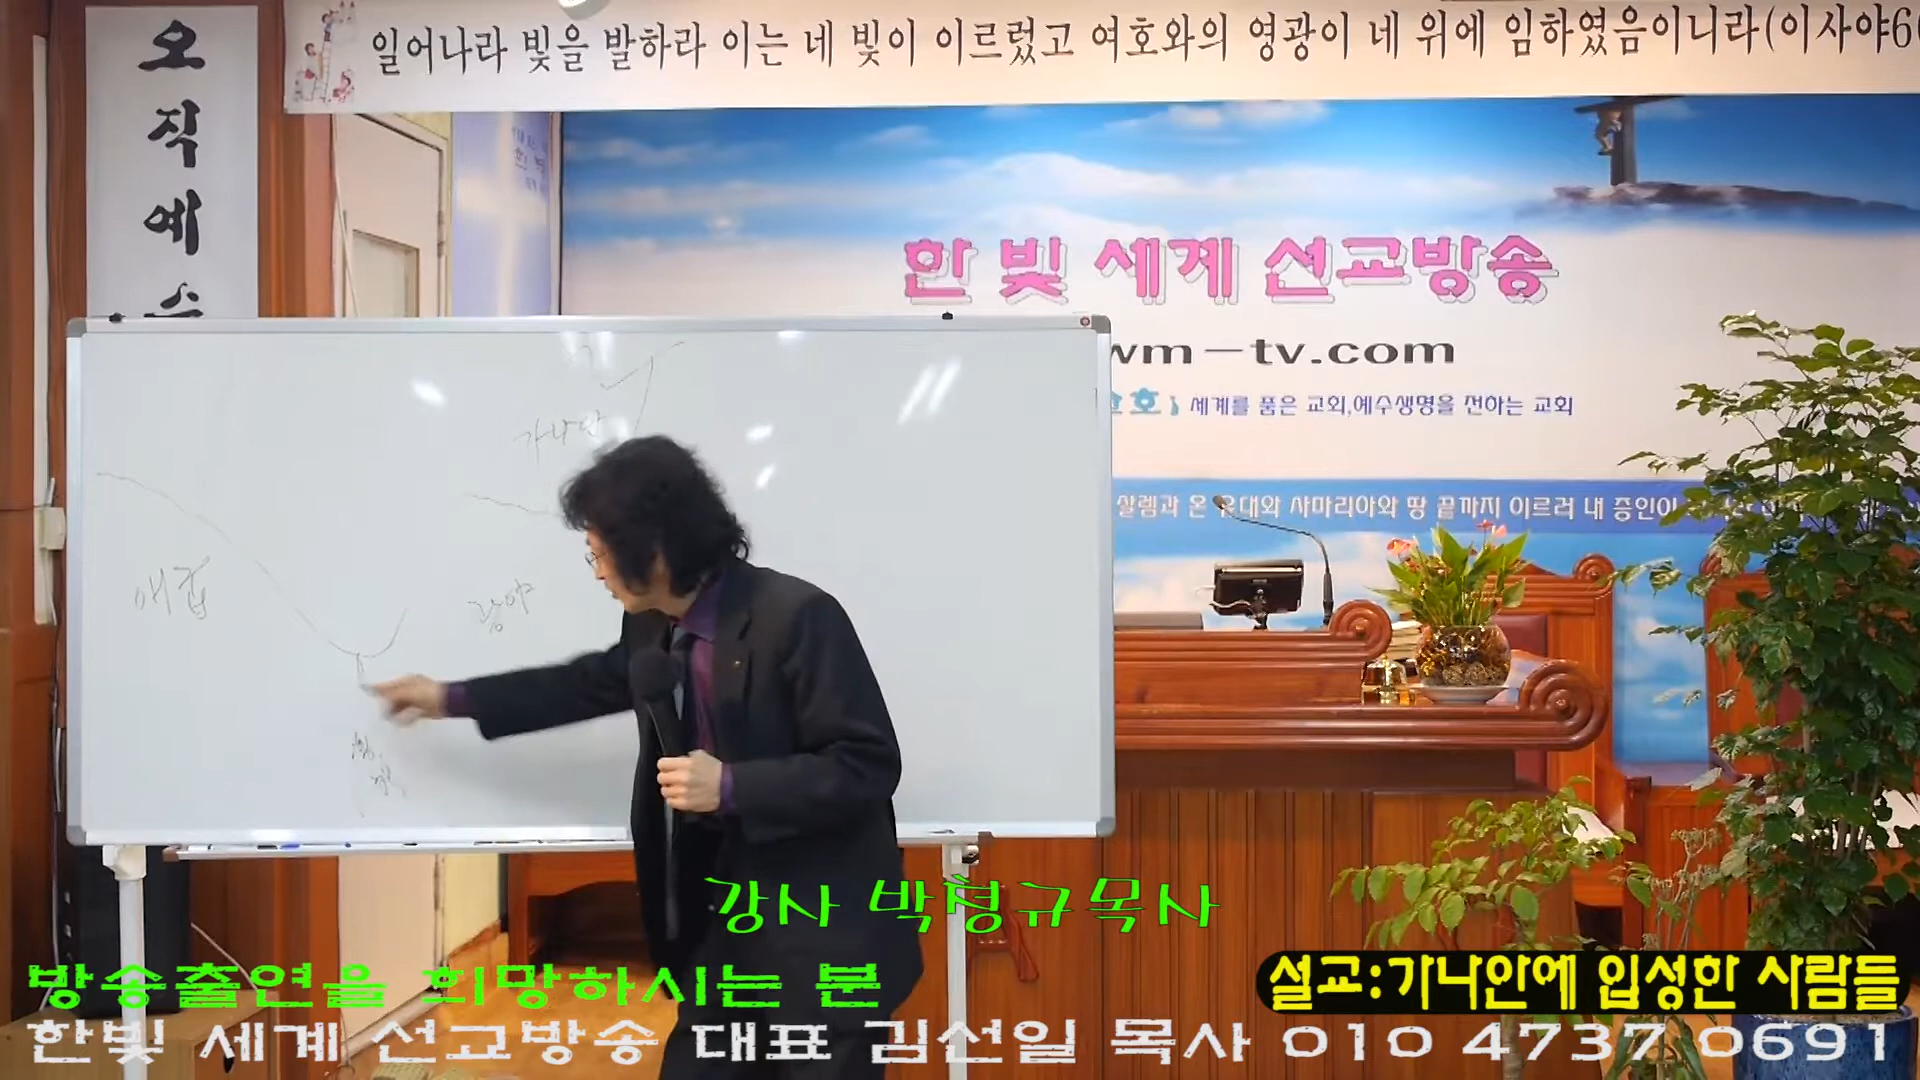 일어나라 빛을 발하라 이는 네 빛이 이르렀고 여호와의 영광이 네 위에 임하였음이니라(이사야6
오직예수
한빛 세계 선교방송
wm-tv.com
호; 세계를 품은 교회,예수생명을 전하는 교회
살렘과 온 유대와 사마리아와 땅 끝까지 이르러 내 증인이
가나안
애굽
광야
강사 박형규목사
방송출연을 희망하시는 분
설교:가나안에 입성한 사람들
한빛 세계 선교방송 대표 김선일 목사 010 4737 0691